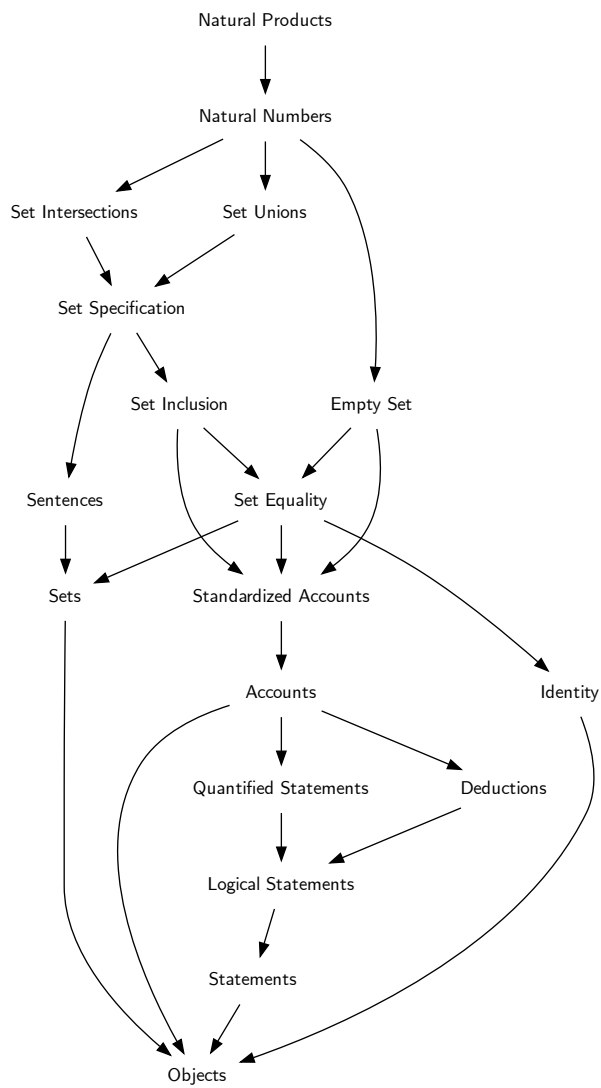 Natural Products
Natural Numbers
Set Intersections
Set Unions
Set Specification
Set Inclusion
Empty Set
Sentences
Set Equality
Sets
Standardized Accounts
Accounts
Identity
Quantified Statements
Deductions
Logical Statements
Statements
Objects